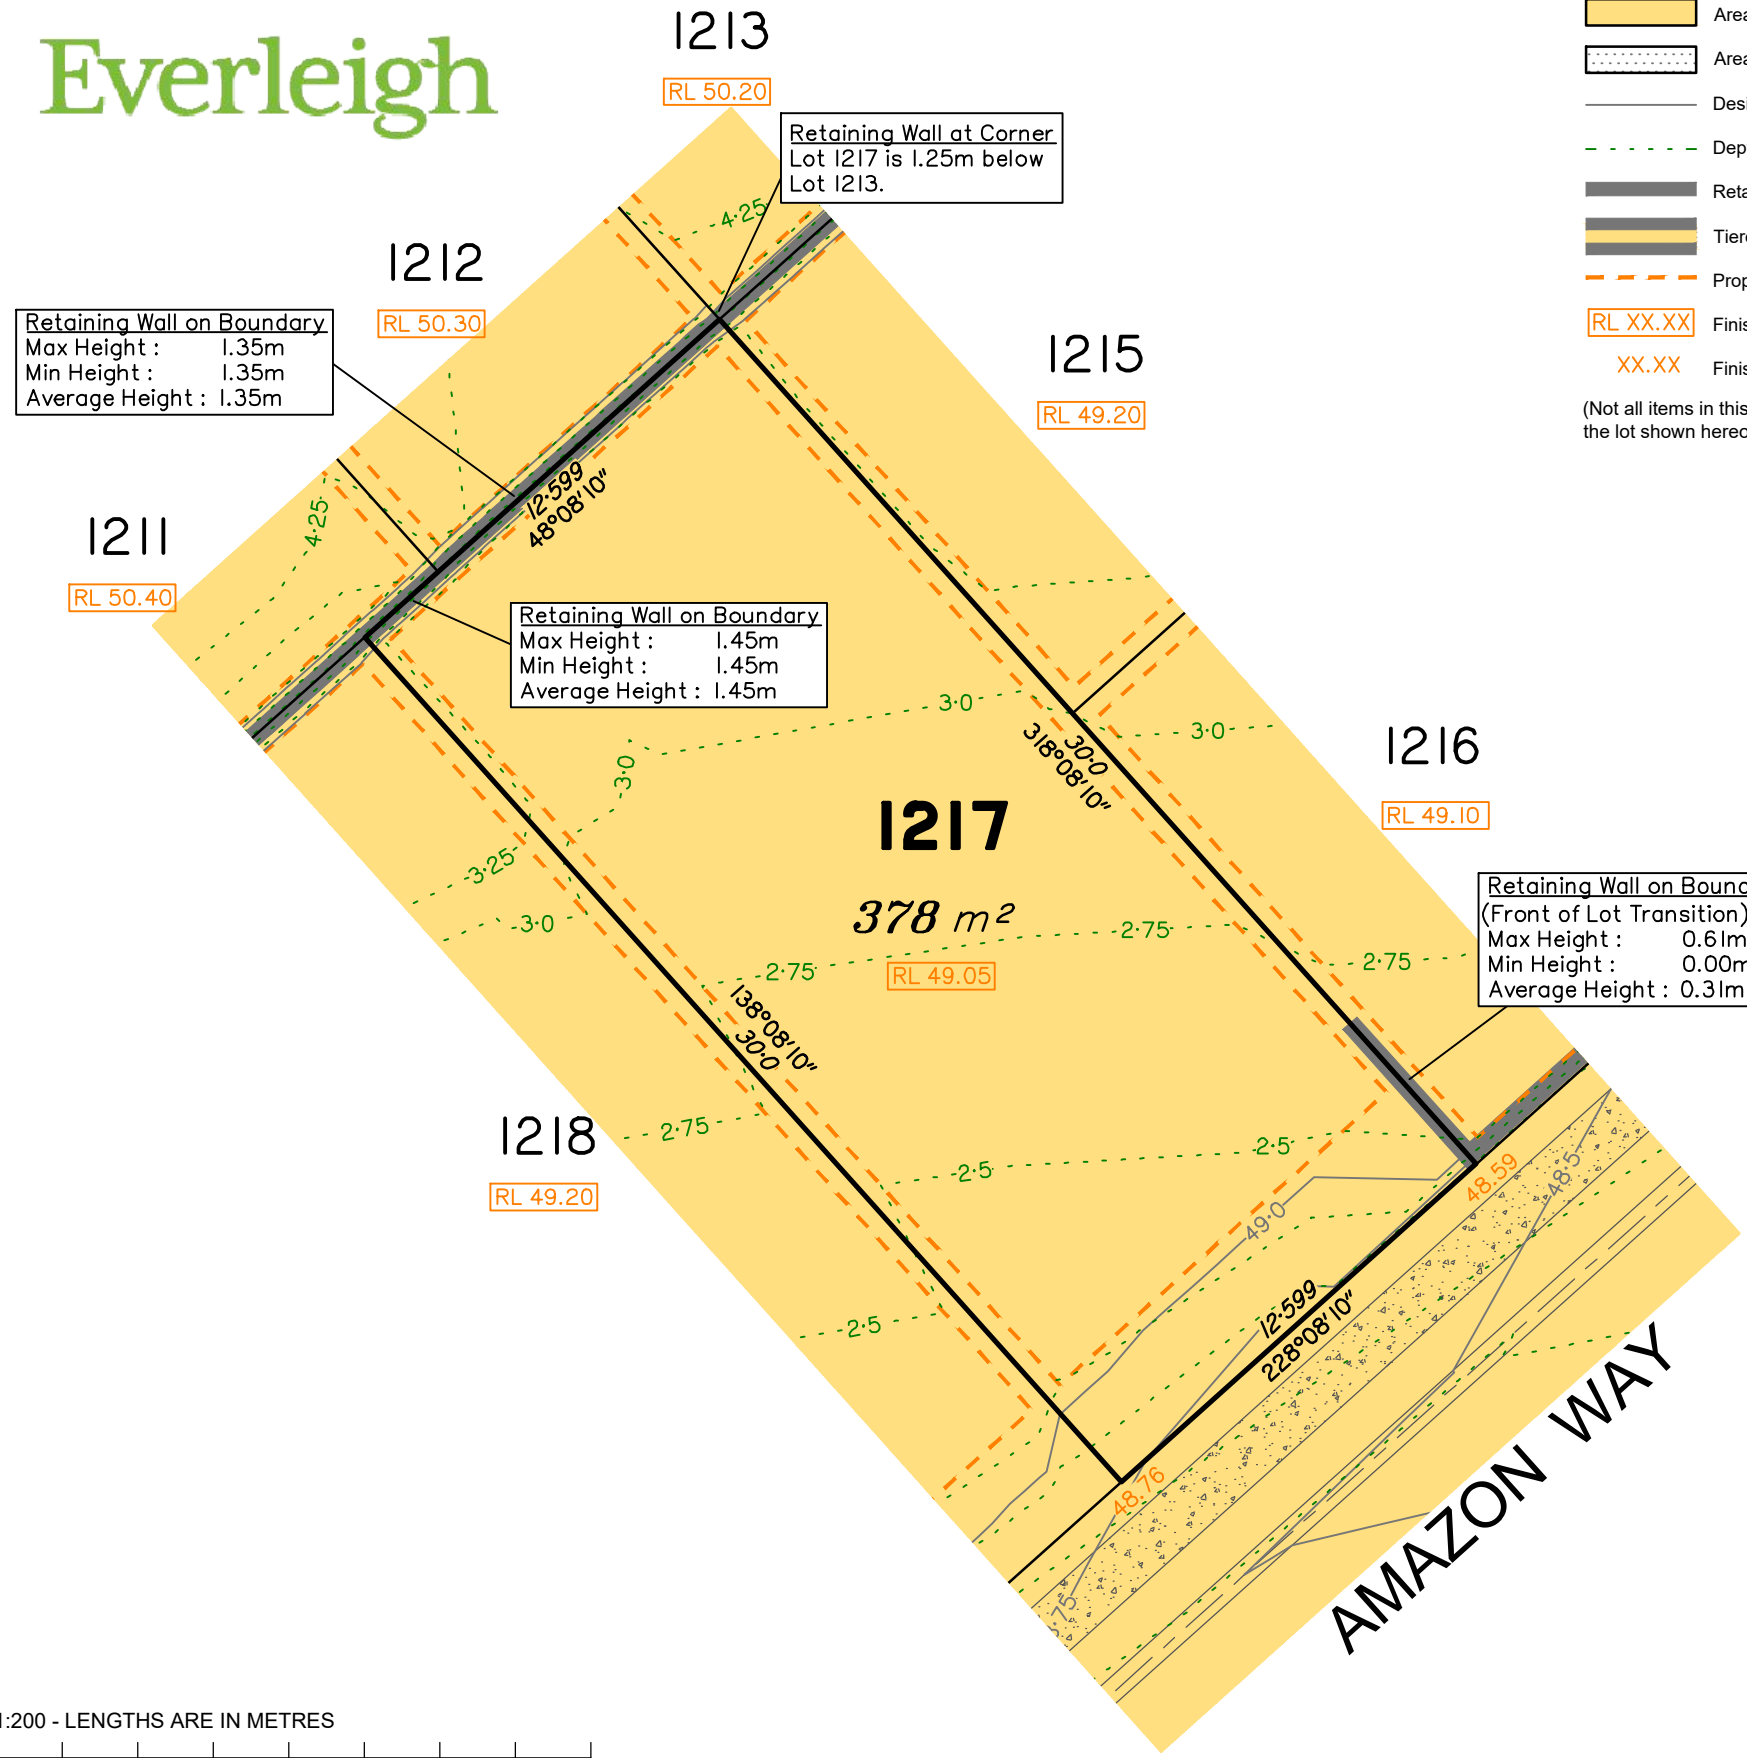 Everleigh
1213
RL 50.20
Retaining Wall at Corner
Lot 1217 is 1.25m below
Lot 1213.
4·25
1212
RL 50.30
Retaining Wall on Boundary
Max Height : 1.35m
Min Height : 1.35m
Average Height : 1.35m
1215
RL 49.20
12·599
48°08'10"
4·25
1211
RL 50.40
Retaining Wall on Boundary
Max Height : 1.45m
Min Height : 1.45m
Average Height : 1.45m
3·0
3·0
3·0
30·0
318°08'10"
1216
RL 49.10
1217
378 m²
RL 49.05
3·25
3·0
2·75
2·75
2·75
Retaining Wall on
(Front of Lot Transition)
Max Height : 0.61m
Min Height : 0.00m
Average Height : 0.31m
138°08'10"
30·0
1218
RL 49.20
2·75
2·5
2·5
2·5
48.59
48·5
49·0
12·599
228°08'10"
48.76
·75
AMAZON WAY
RL XX.XX
XX.XX
(Not all items in this
the lot shown
1:200 - LENGTHS ARE IN METRES